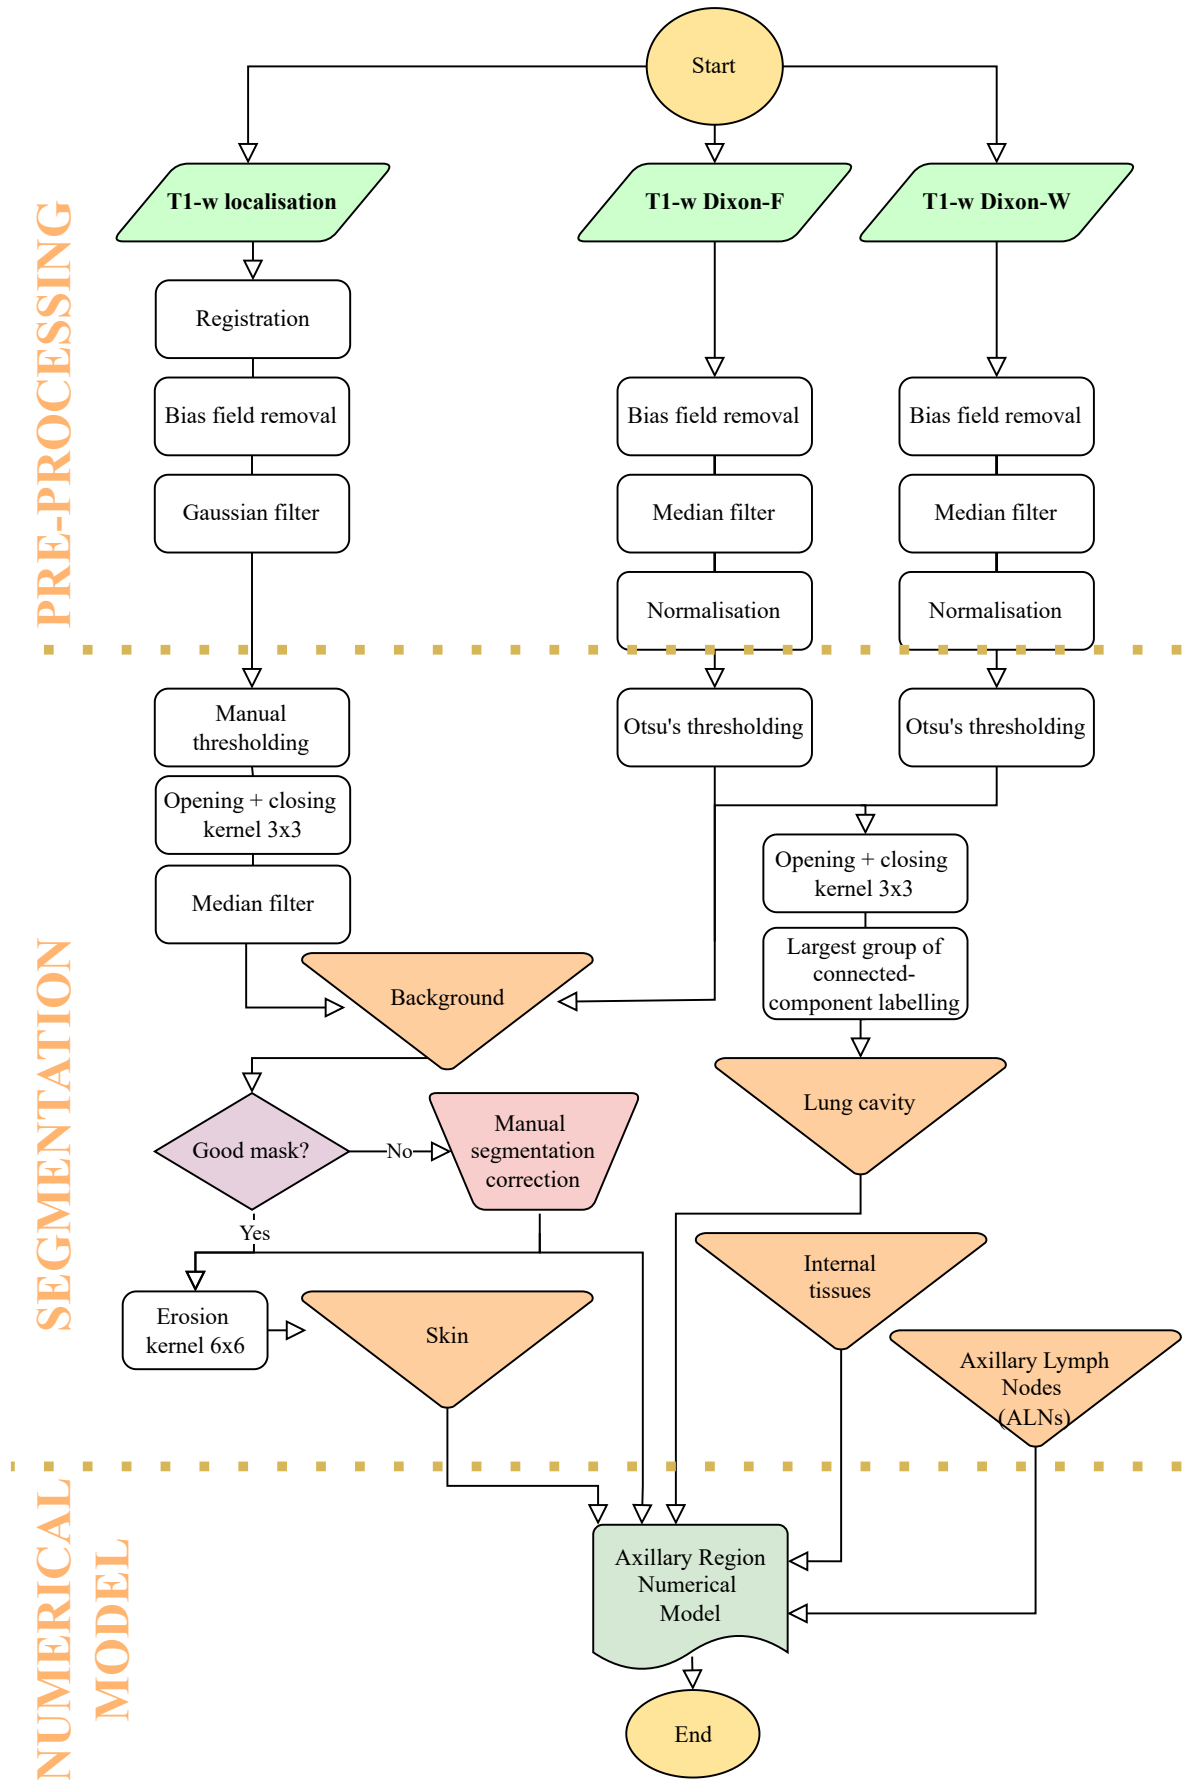 Start
T1-w localisation
T1-w Dixon-F
T1-w Dixon-W
PRE-PROCESSING
Registration
Bias field removal
Bias field removal
Bias field removal
Gaussian filter
Median filter
Median filter
Normalisation
Normalisation
Manual
thresholding
Otsu's thresholding
Otsu's thresholding
Opening + closing
kernel 3x3
Opening + closing
kernel 3x3
Median filter
Largest group of
connected-
component labelling
SEGMENTATION
Background
Lung cavity
Good mask?
No
Manual
segmentation
correction
Yes
Internal
tissues
Erosion
kernel 6x6
Skin
Axillary Lymph
Nodes
(ALNs)
NUMERICAL
MODEL
Axillary Region
Numerical
Model
End